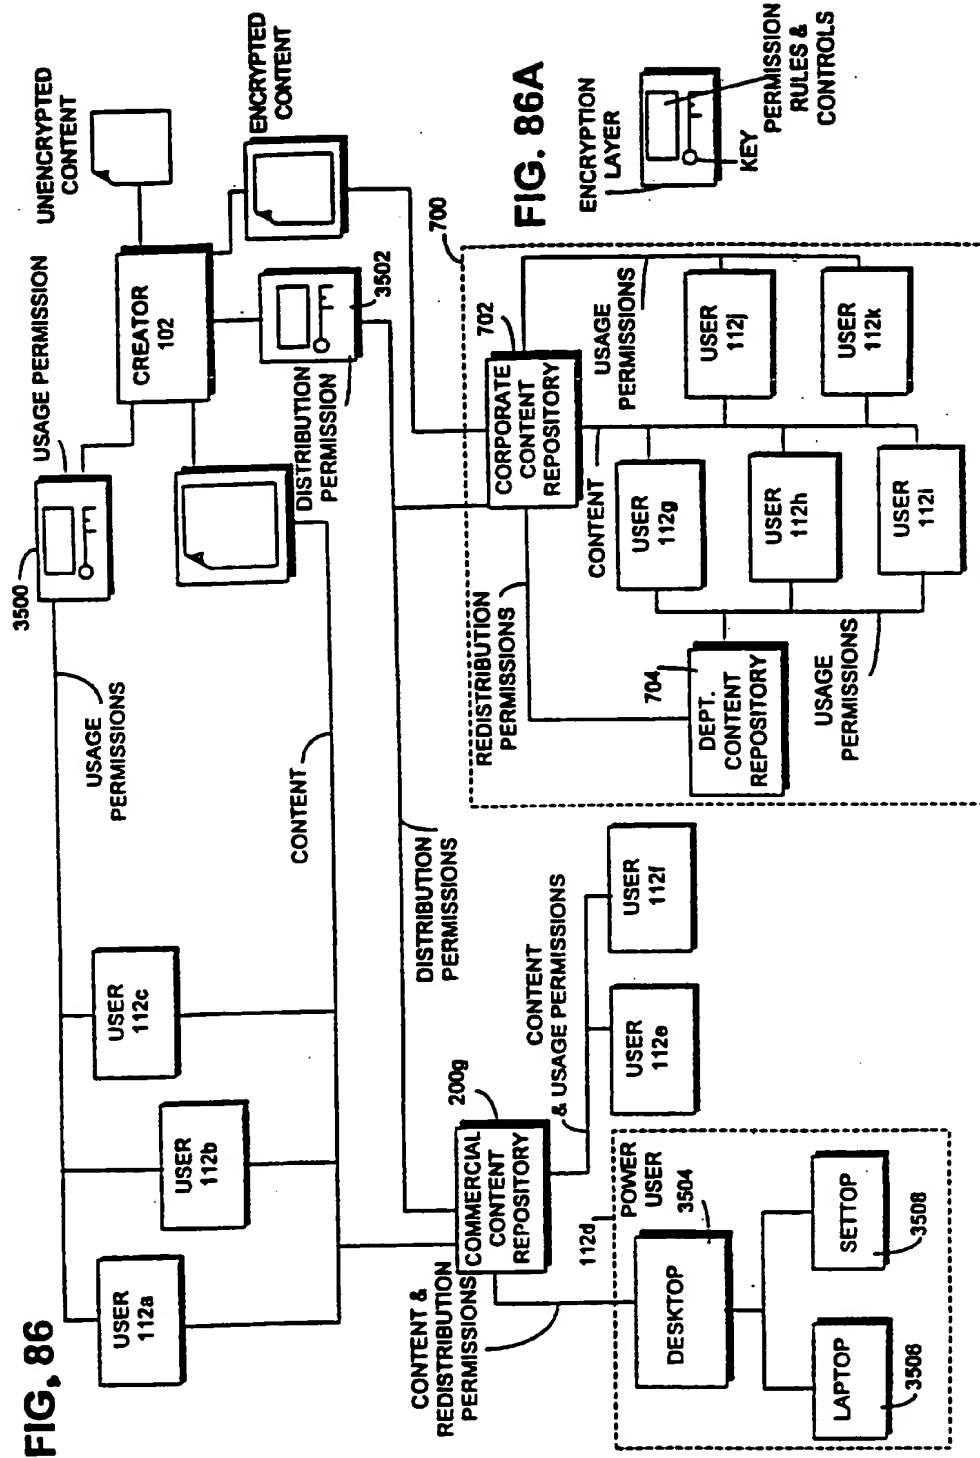 FIG. 86
USER
112a
USER
112b
USER
112c
USAGE
PERMISSIONS
3500
USAGE PERMISSION
CREATOR
102
UNENCRYPTED
CONTENT
ENCRYPTED
CONTENT
CONTENT
DISTRIBUTION
PERMISSION
3502
DISTRIBUTION
PERMISSIONS
FIG. 86A
ENCRYPTION
LAYER
KEY
PERMISSION
RULES &
CONTROLS
CONTENT &
REDISTRIBUTION
PERMISSIONS
COMMERCIAL
CONTENT
REPOSITORY
200g
CONTENT
& USAGE PERMISSIONS
USER
112e
USER
112f
112d
POWER
USER
3504
DESKTOP
LAPTOP
3508
SETTOP
3508
700
702
CORPORATE
CONTENT
REPOSITORY
REDISTRIBUTION
PERMISSIONS
704
DEPT.
CONTENT
REPOSITORY
CONTENT
USAGE
PERMISSIONS
USER
112g
USER
112h
USER
112i
USER
112j
USER
112k
USAGE
PERMISSIONS